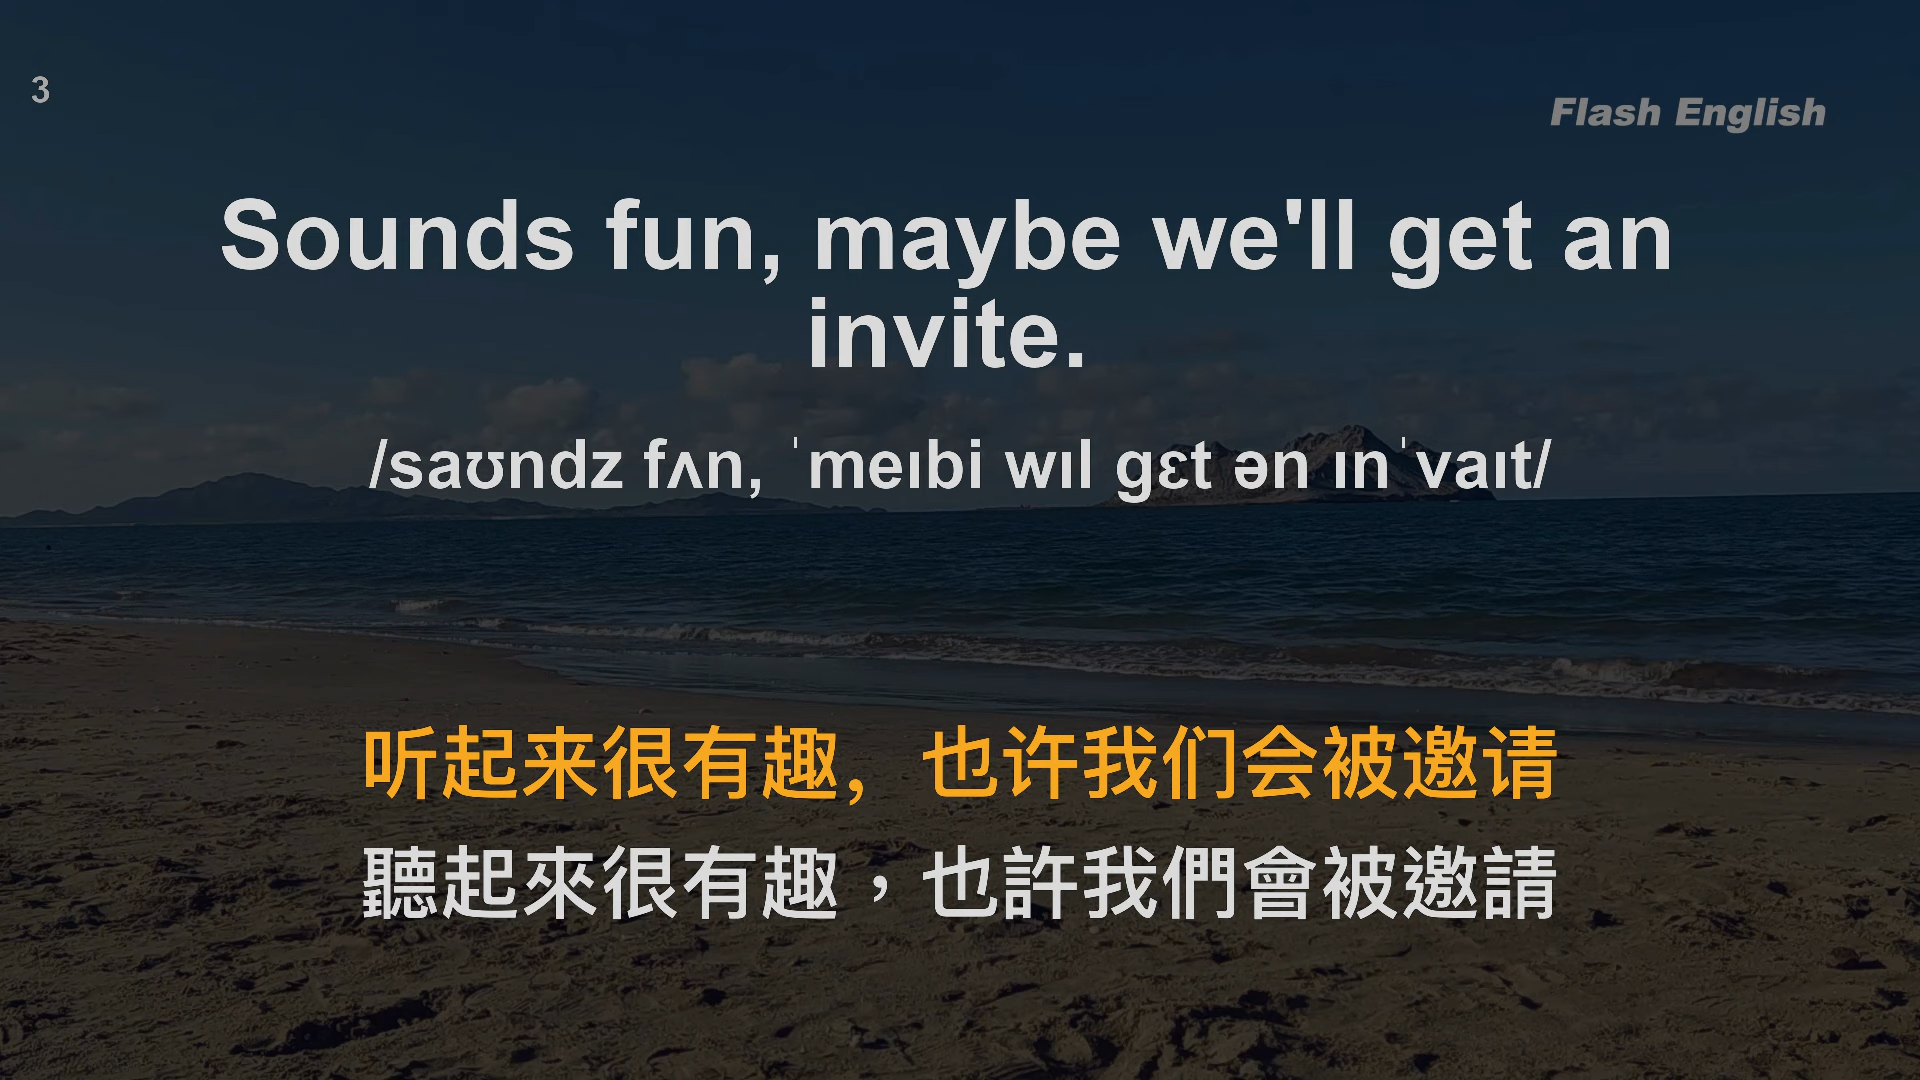 3
Flash English
Sounds fun, maybe we'll get an
invite.
/saʊndz fʌn, ˈmeɪbi wɪl gɛt ən ɪnˈvaɪt/
听起来很有趣，也许我们会被邀请
聽起來很有趣，也許我們會被邀請